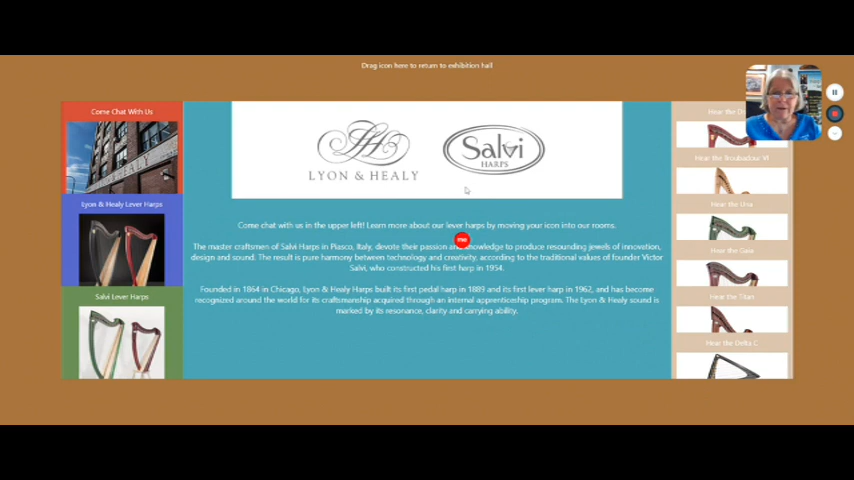 Drag icon here to return to exhibition hall
Come Chat With Us
LYON & HEALY
Salvi
HARPS
Lyon & Healy Lever Harps
Salvi Lever Harps
Come chat with us in the upper left! Learn more about our lever harps by moving your icon into our rooms.
The master craftsmen of Salvi Harps in Piasco, Italy, devote their passion and knowledge to produce resounding jewels of innovation,
design and sound. The result is pure harmony between technology and creativity, according to the traditional values of founder Victor
Salvi, who constructed his first harp in 1954.
Founded in 1864 in Chicago, Lyon & Healy Harps built its first pedal harp in 1889 and its first lever harp in 1962, and has become
recognized around the world for its craftsmanship acquired through an internal apprenticeship program. The Lyon & Healy sound is
marked by its resonance, clarity and carrying ability.
Hear the
Hear the Troubadour VI
Hear the Una
Hear the Gaia
Hear the Titan
Hear the Delta C